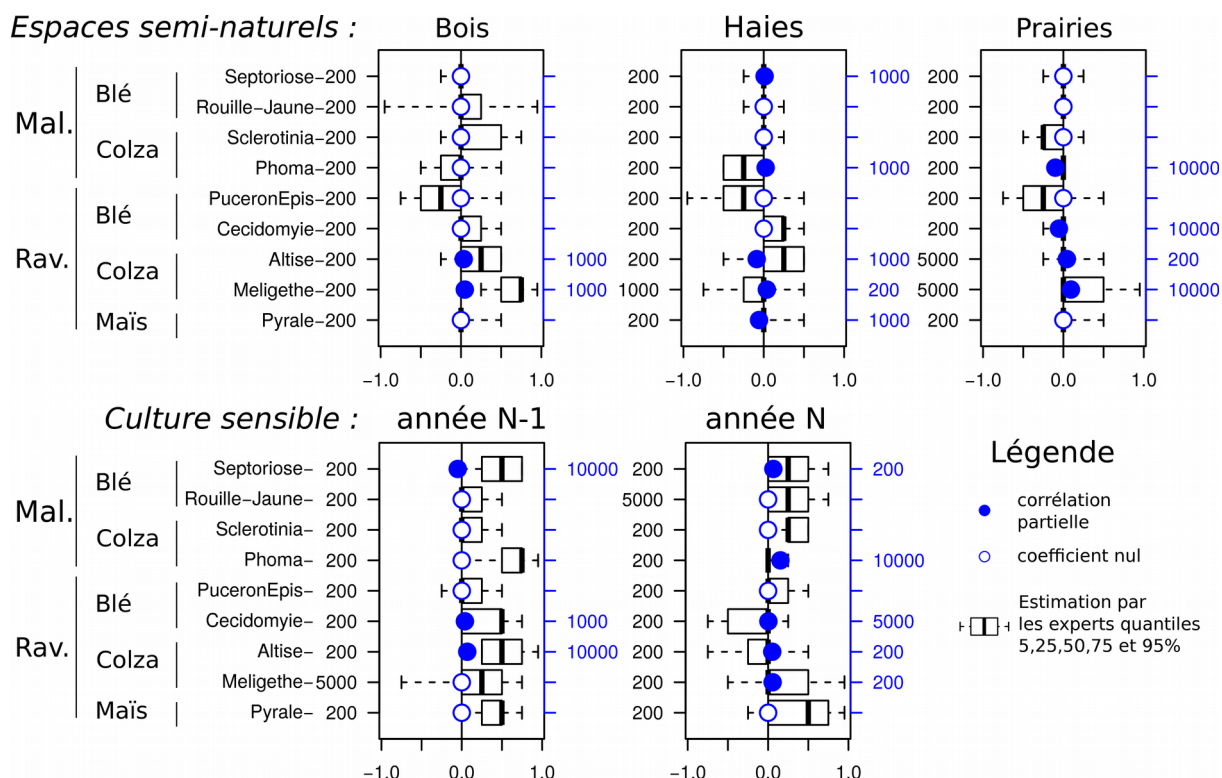 Espaces semi-naturels : Bois Haies Prairies
Mal. Blé Septoriose-200 200 1000 200
Rouille-Jaune-200 200 200
Colza Sclerotinia-200 200 200
Phoma-200 200 1000 200 10000
Rav. Blé PuceronEpis-200 200 200
Cecidomyie-200 200 200 10000
Colza Altise-200 1000 200 1000 5000 200
Meligethe-200 1000 1000 200 5000 10000
Maïs Pyrale-200 200 1000 200
−1.0 0.0 1.0 −1.0 0.0 1.0 −1.0 0.0 1.0
Culture sensible : année N-1 année N
Mal. Blé Septoriose- 200 10000 200 200
Rouille-Jaune- 200 5000
Colza Sclerotinia- 200 200
Phoma- 200 200 10000
Rav. Blé PuceronEpis- 200 200
Cecidomyie- 200 1000 200 5000
Colza Altise- 200 10000 200 200
Meligethe-5000 200 200
Maïs Pyrale- 200 200
−1.0 0.0 1.0 −1.0 0.0 1.0
Légende
corrélation
partielle
coefficient nul
Estimation par
les experts quantiles
5,25,50,75 et 95%